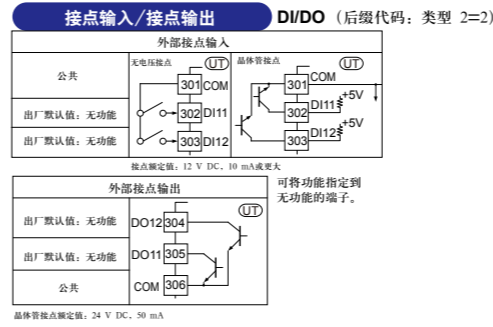 接点输入/接点输出 DI/DO（后缀代码：类型 2=2）
外部接点输入
公共
出厂默认值：无功能
出厂默认值：无功能
无电压接点 UT
301 COM
302 DI11
303 DI12
晶体管接点 UT
COM
301
DI11 +5V
302
DI12 +5V
303
接点额定值：12 V DC、10 mA或更大
外部接点输出
出厂默认值：无功能
出厂默认值：无功能
公共
UT
DO12 304
DO11 305
COM 306
可将功能指定到
无功能的端子。
晶体管接点额定值：24 V DC、50 mA